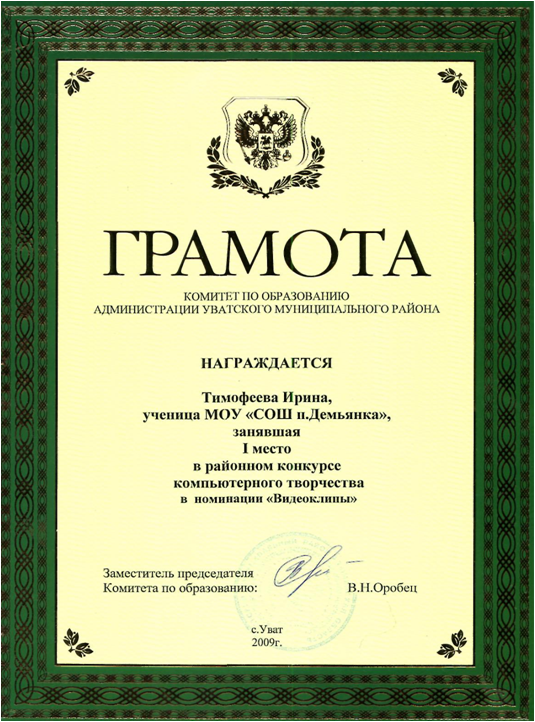 ГРАМОТА
КОМИТЕТ ПО ОБРАЗОВАНИЮ
АДМИНИСТРАЦИИ УВАТСКОГО МУНИЦИПАЛЬНОГО РАЙОНА
НАГРАЖДАЕТСЯ
Тимофеева Ирина,
ученица МОУ «СОШ п.Демьянка»,
занявшая
I место
в районном конкурсе
компьютерного творчества
в номинации «Видеоклипы»
Заместитель председателя
Комитета по образованию: В.Н.Оробец
с.Уват
2009г.